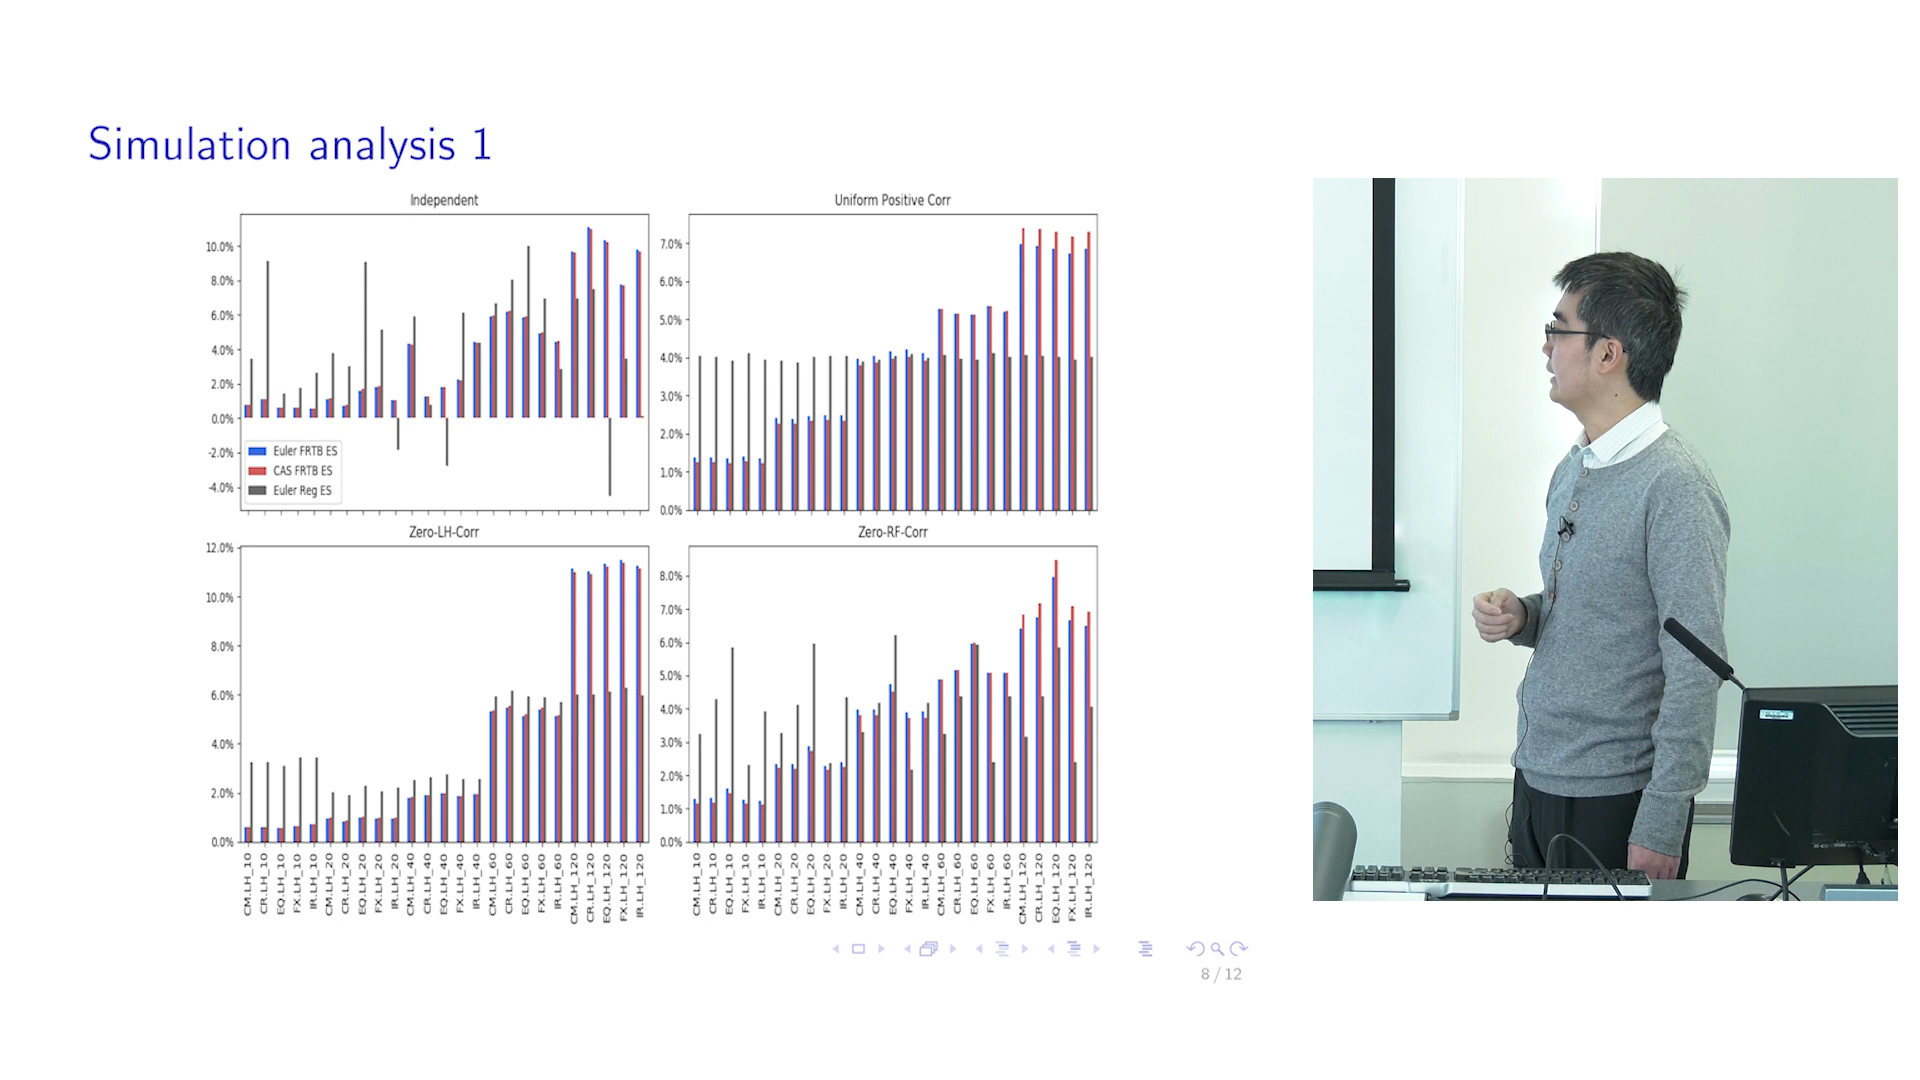 Simulation analysis 1
Independent
10.0%
8.0%
6.0%
4.0%
2.0%
0.0%
-2.0%
-4.0%
Euler FRTB ES
CAS FRTB ES
Euler Reg ES
Uniform Positive Corr
7.0%
6.0%
5.0%
4.0%
3.0%
2.0%
1.0%
0.0%
Zero-LH-Corr
12.0%
10.0%
8.0%
6.0%
4.0%
2.0%
0.0%
CM.LH_10
CR.LH_10
EQ.LH_10
FX.LH_10
IR.LH_10
CM.LH_20
CR.LH_20
EQ.LH_20
FX.LH_20
IR.LH_20
CM.LH_40
CR.LH_40
EQ.LH_40
FX.LH_40
IR.LH_40
CM.LH_60
CR.LH_60
EQ.LH_60
FX.LH_60
IR.LH_60
CM.LH_120
CR.LH_120
EQ.LH_120
FX.LH_120
IR.LH_120
Zero-RF-Corr
8.0%
7.0%
6.0%
5.0%
4.0%
3.0%
2.0%
1.0%
0.0%
CM.LH_10
CR.LH_10
EQ.LH_10
FX.LH_10
IR.LH_10
CM.LH_20
CR.LH_20
EQ.LH_20
FX.LH_20
IR.LH_20
CM.LH_40
CR.LH_40
EQ.LH_40
FX.LH_40
IR.LH_40
CM.LH_60
CR.LH_60
EQ.LH_60
FX.LH_60
IR.LH_60
CM.LH_120
CR.LH_120
EQ.LH_120
FX.LH_120
IR.LH_120
8 / 12